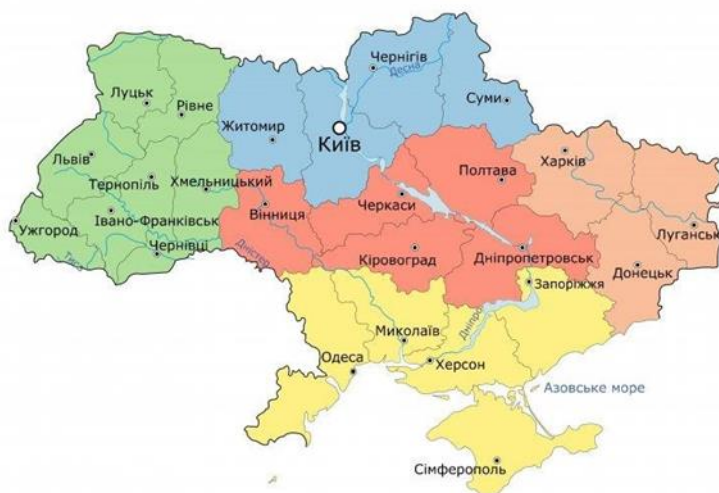 Чернігів
Десна
Луцьк
Рівне
Суми
Житомир
Київ
Львів
Харків
Полтава
Тернопіль
Хмельницький
Черкаси
Вінниця
Ужгород
Івано-Франківськ
Луганськ
Чернівці
Дністер
Кіровоград
Дніпропетровськ
Тиса
Донецьк
Запоріжжя
Миколаїв
Дніпро
Одеса
Херсон
Азовське море
Сімферополь